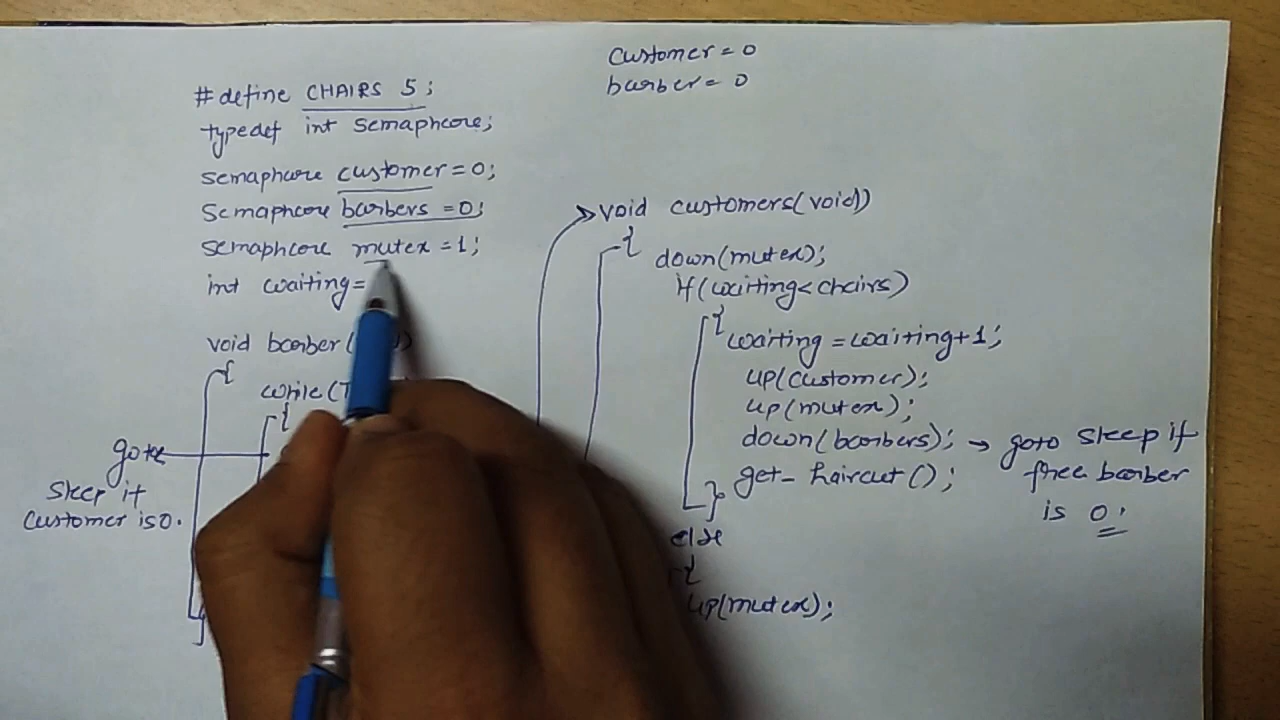 Customer = 0
barber = 0
# define CHAIRS 5;
typedef int semaphore;
semaphore customer = 0;
Semaphore barbers = 0;
semaphore mutex = 1;
int waiting =
void barber(
while(T
goto
sleep if
customer is 0.
void customers(void)
{
down(mutex);
if(waiting<chairs)
{
waiting = waiting+1;
up(customer);
up(mutex);
down(barbers); → goto sleep if
free barber
is 0.
get_haircut();
}
else
{
up(mutex);